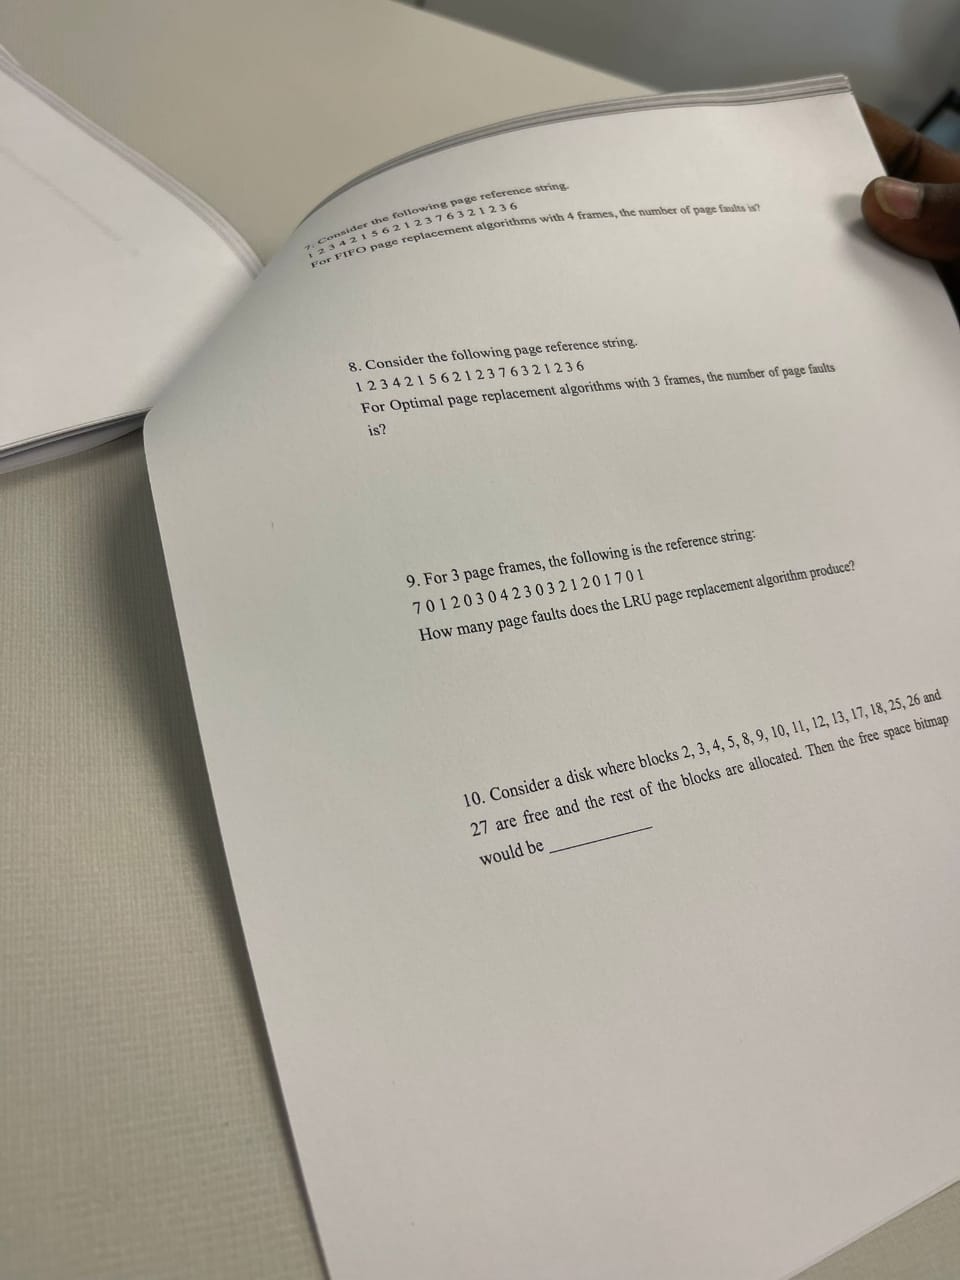 7. Consider the following page reference string.
1 2 3 4 2 1 5 6 2 1 2 3 7 6 3 2 1 2 3 6
For FIFO page replacement algorithms with 4 frames, the number of page faults is?
8. Consider the following page reference string.
1 2 3 4 2 1 5 6 2 1 2 3 7 6 3 2 1 2 3 6
For Optimal page replacement algorithms with 3 frames, the number of page faults
is?
9. For 3 page frames, the following is the reference string:
7 0 1 2 0 3 0 4 2 3 0 3 2 1 2 0 1 7 0 1
How many page faults does the LRU page replacement algorithm produce?
10. Consider a disk where blocks 2, 3, 4, 5, 8, 9, 10, 11, 12, 13, 17, 18, 25, 26 and
27 are free and the rest of the blocks are allocated. Then the free space bitmap
would be ____________